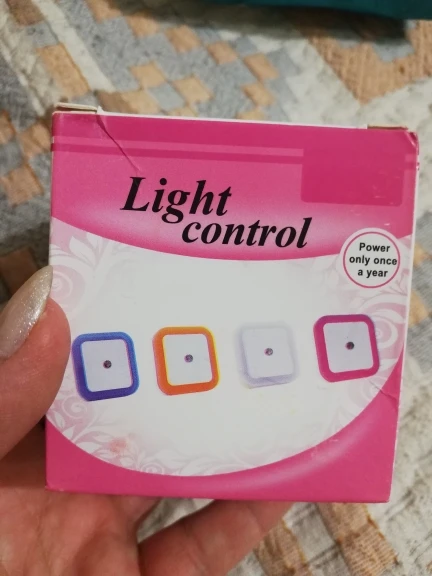 Light
control
Power
only once
a year